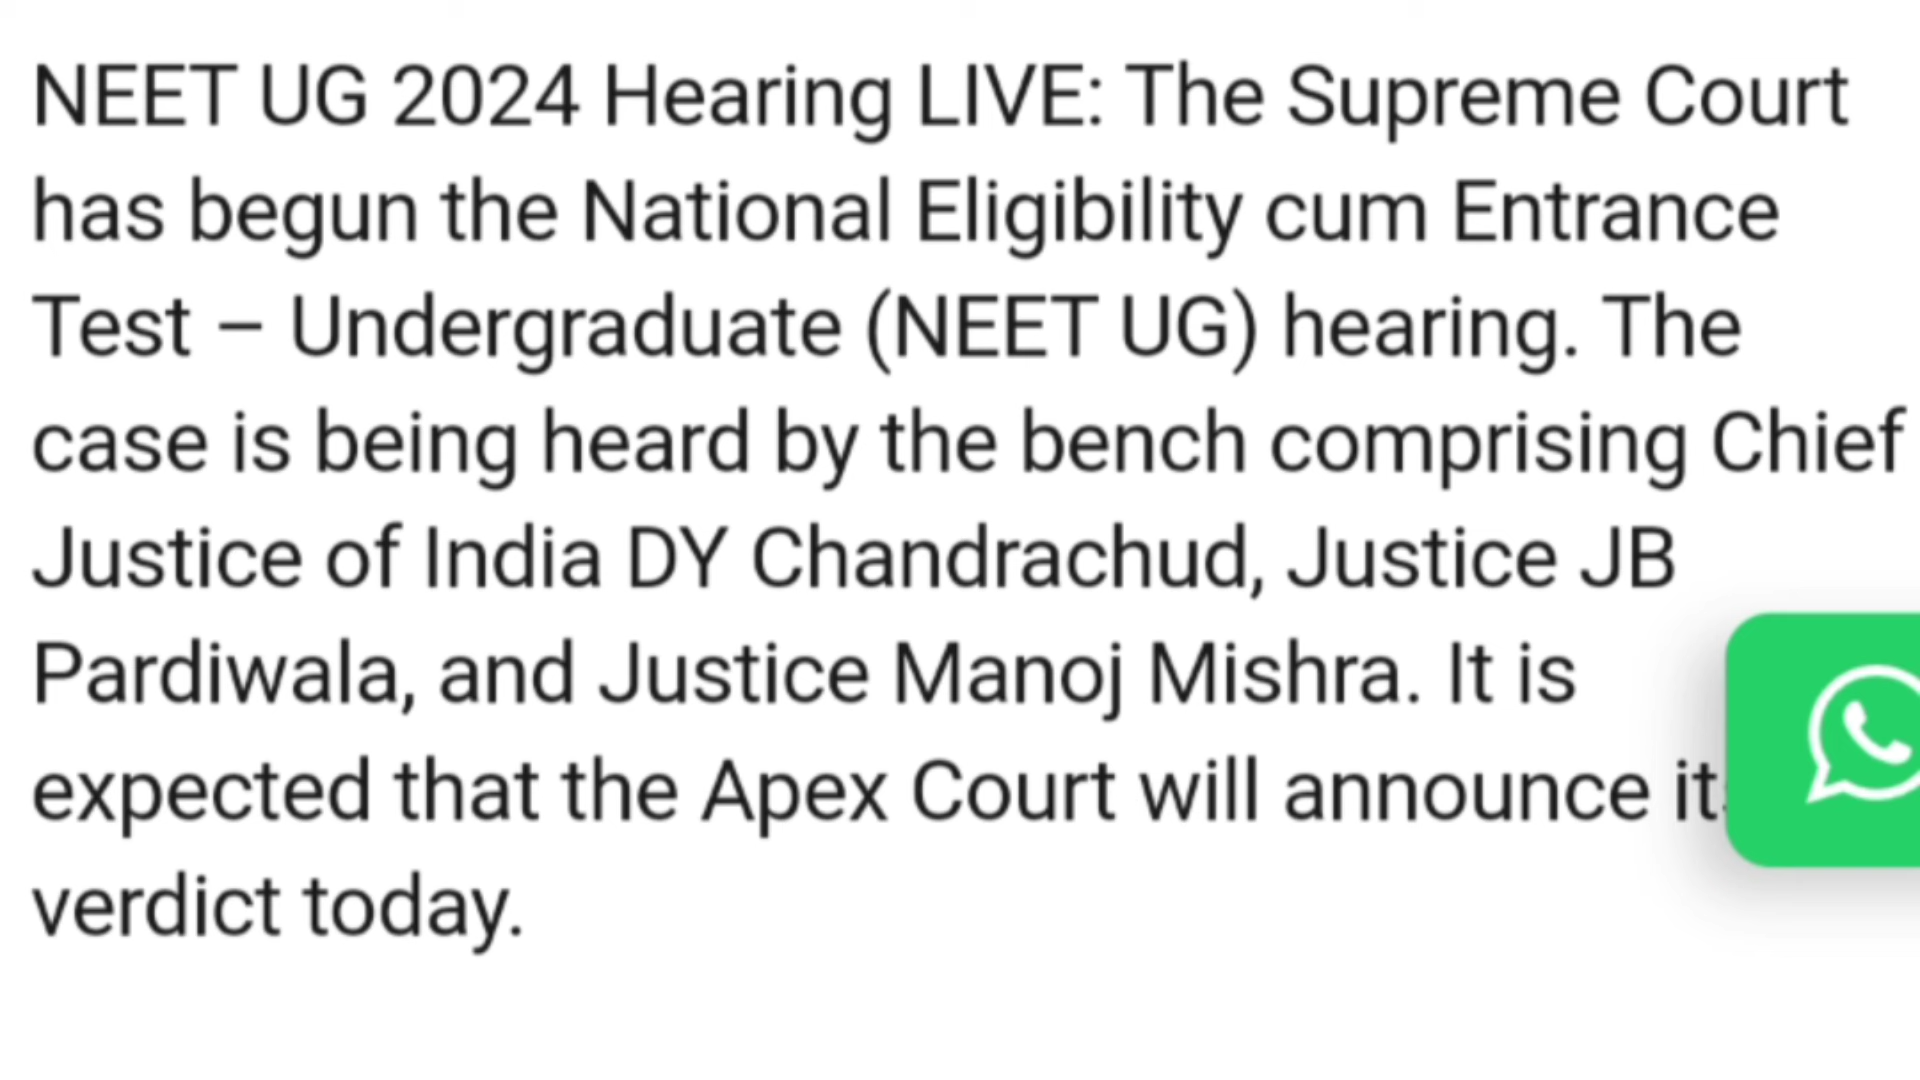 NEET UG 2024 Hearing LIVE: The Supreme Court
has begun the National Eligibility cum Entrance
Test – Undergraduate (NEET UG) hearing. The
case is being heard by the bench comprising Chief
Justice of India DY Chandrachud, Justice JB
Pardiwala, and Justice Manoj Mishra. It is
expected that the Apex Court will announce its
verdict today.